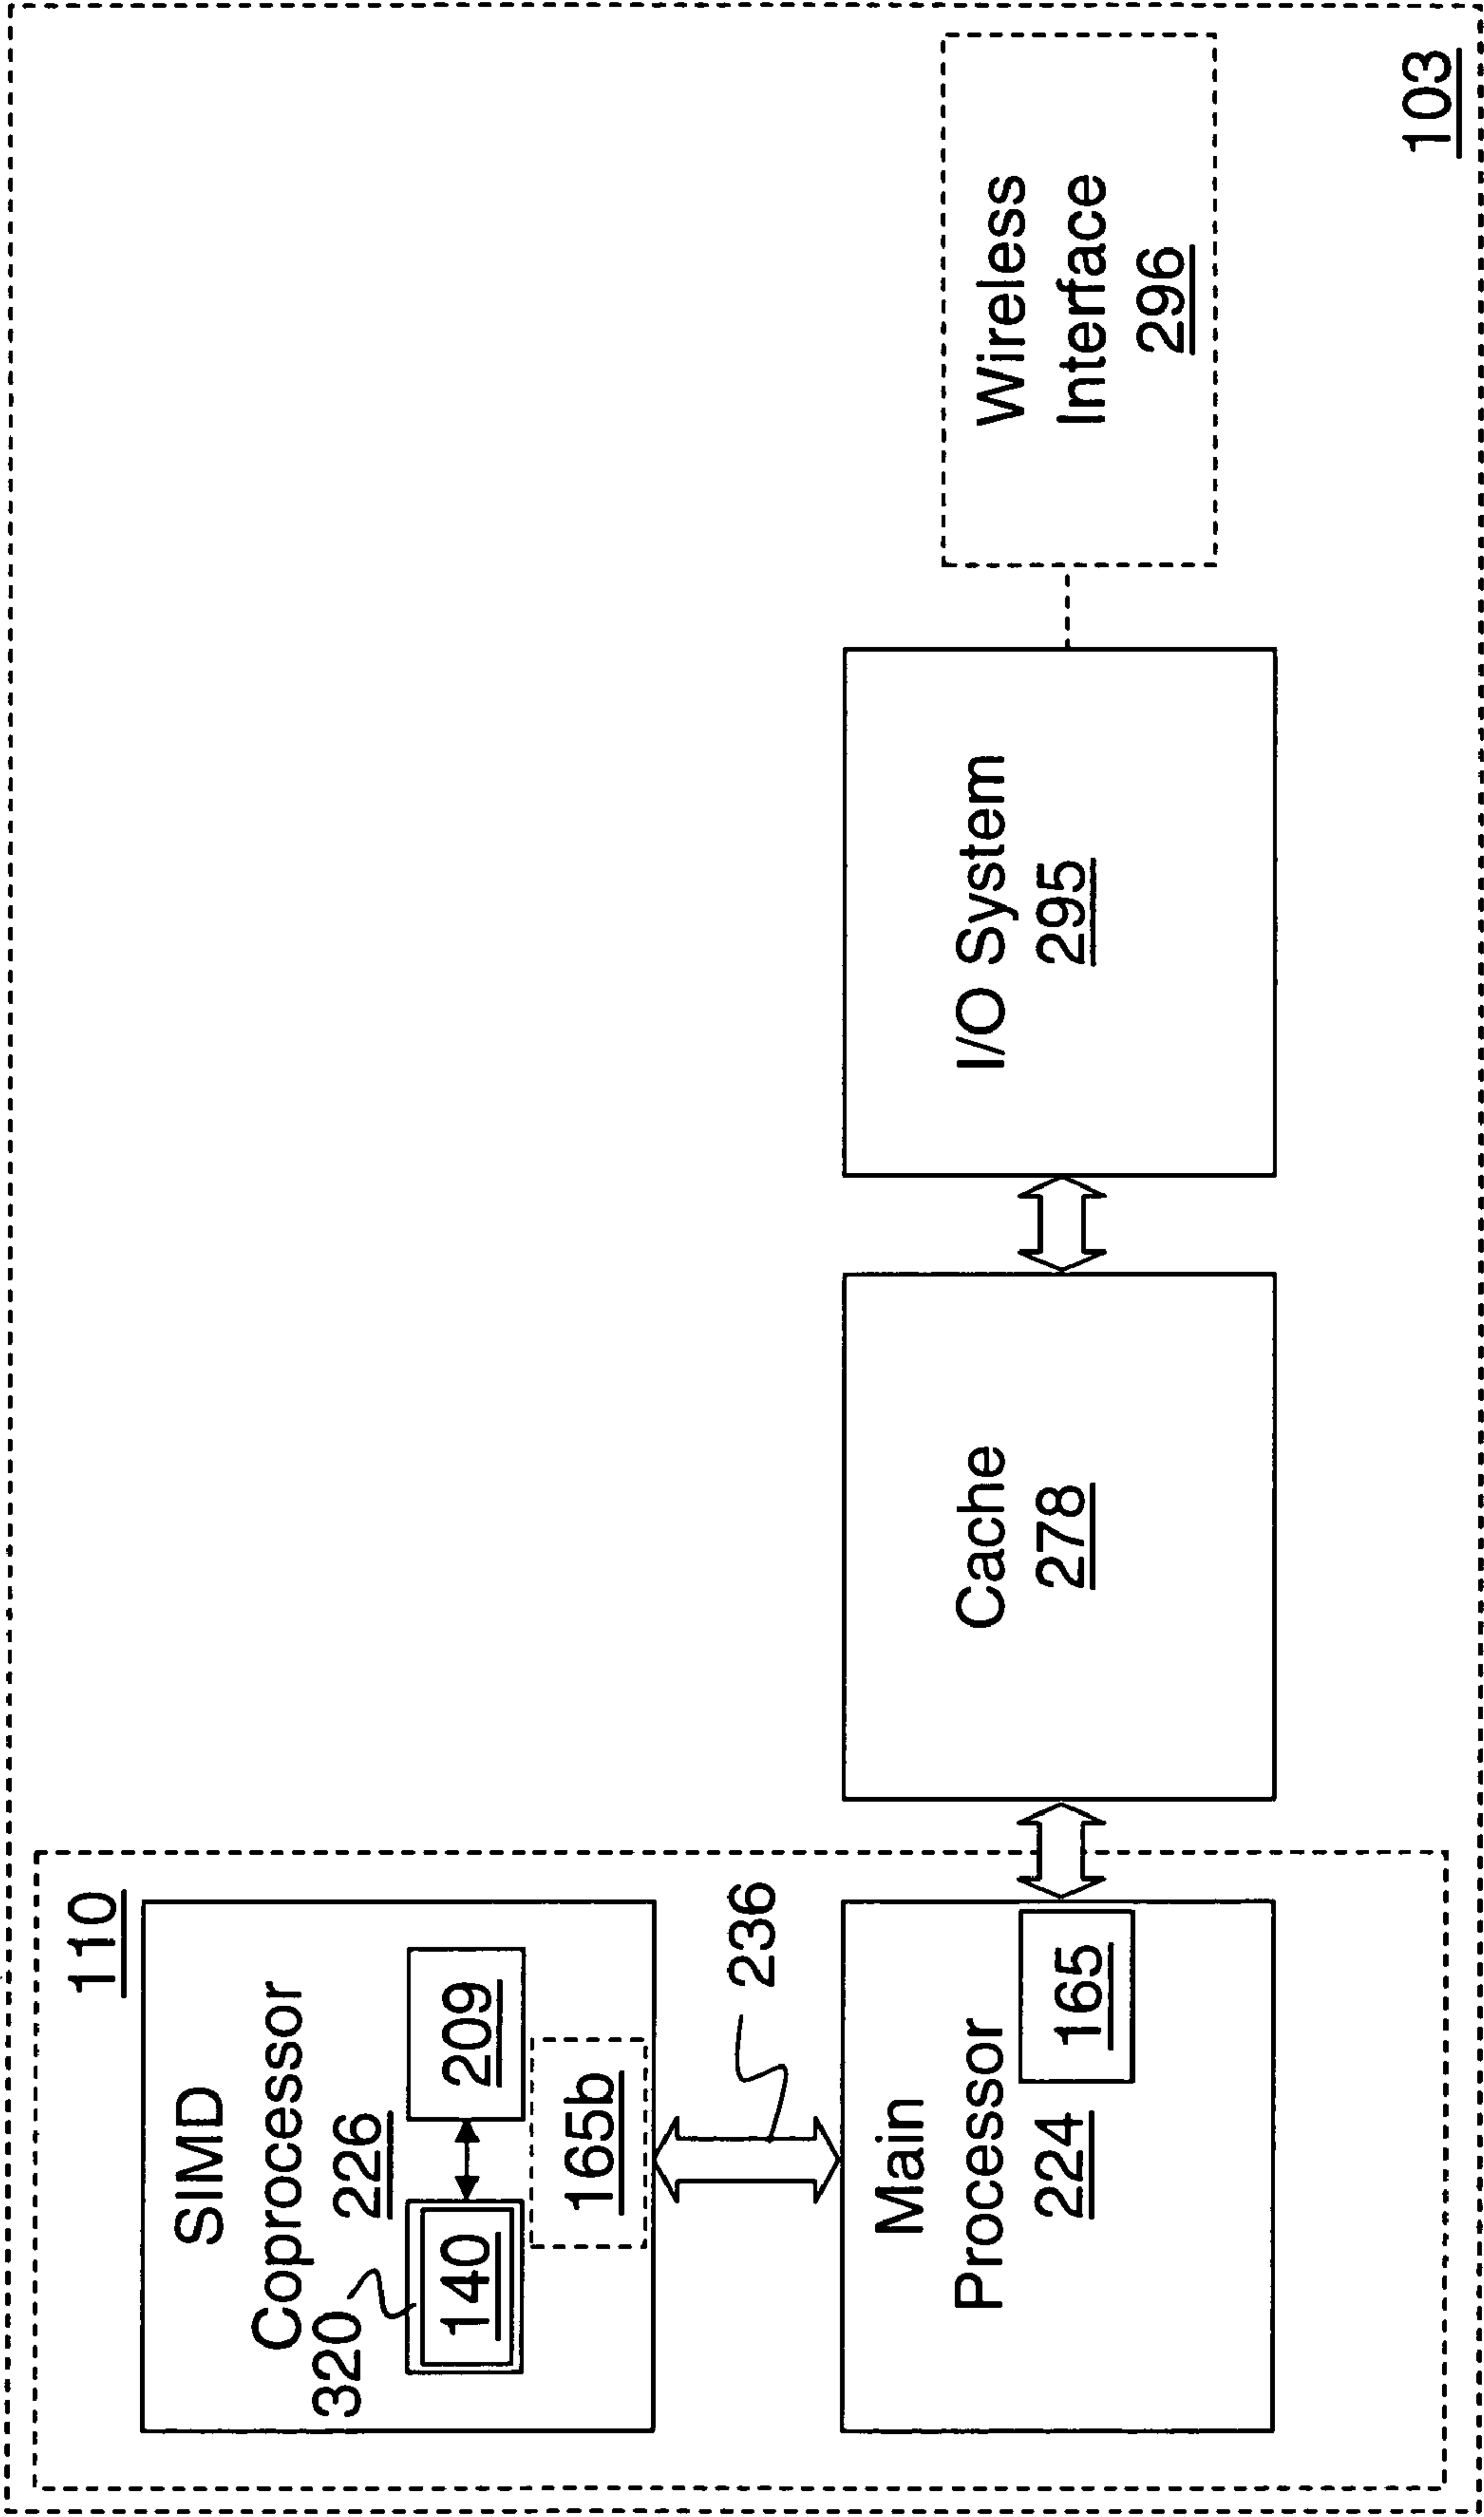 110
SIMD
Coprocessor
226
320
140
209
165b
236
Main
Processor
224
165
Cache
278
I/O System
295
Wireless
Interface
296
103